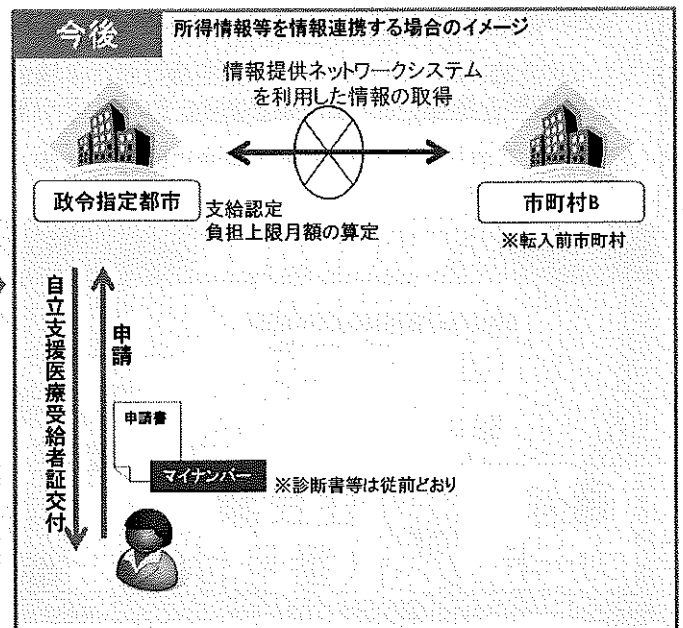 今後
所得情報等を情報連携する場合のイメージ
情報提供ネットワークシステム
を利用した情報の取得
政令指定都市
支給認定
負担上限月額の算定
市町村B
※転入前市町村
自立支援医療受給者証交付
申請
申請書
マイナンバー
※診断書等は従前どおり